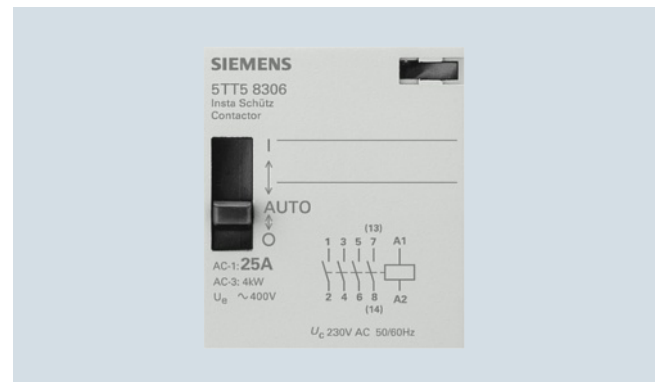 SIEMENS
5TT5 8306
Insta Schütz
Contactor
I
AUTO
O
AC-1: 25A
AC-3: 4kW
Ue ~400V
(13)
1 3 5 7 A1
2 4 6 8 A2
(14)
Uc 230V AC 50/60Hz